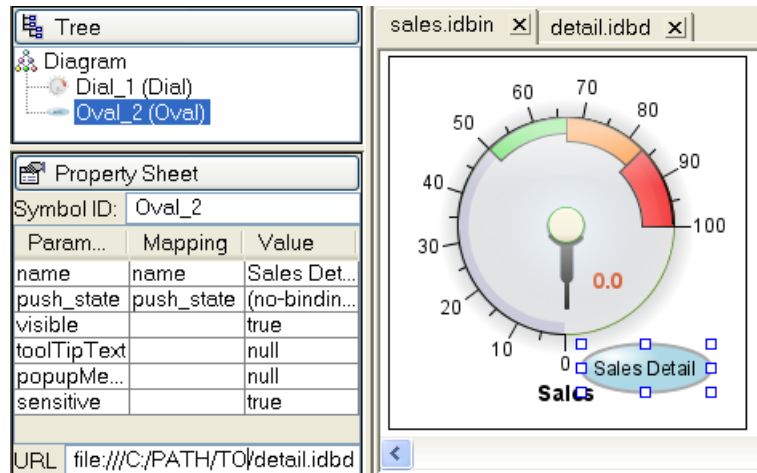 Tree
Diagram
Dial_1 (Dial)
Oval_2 (Oval)
Property Sheet
Symbol ID: Oval_2
Param... Mapping Value
name name Sales Det...
push_state push_state (no-bindin...
visible true
toolTipText null
popupMe... null
sensitive true
URL file:///C:/PATH/TO/detail.idbd
sales.idbin X detail.idbd X
60 70
50 80
40 90
30 100
0.0
20
10 0
Sales Detail
Sales